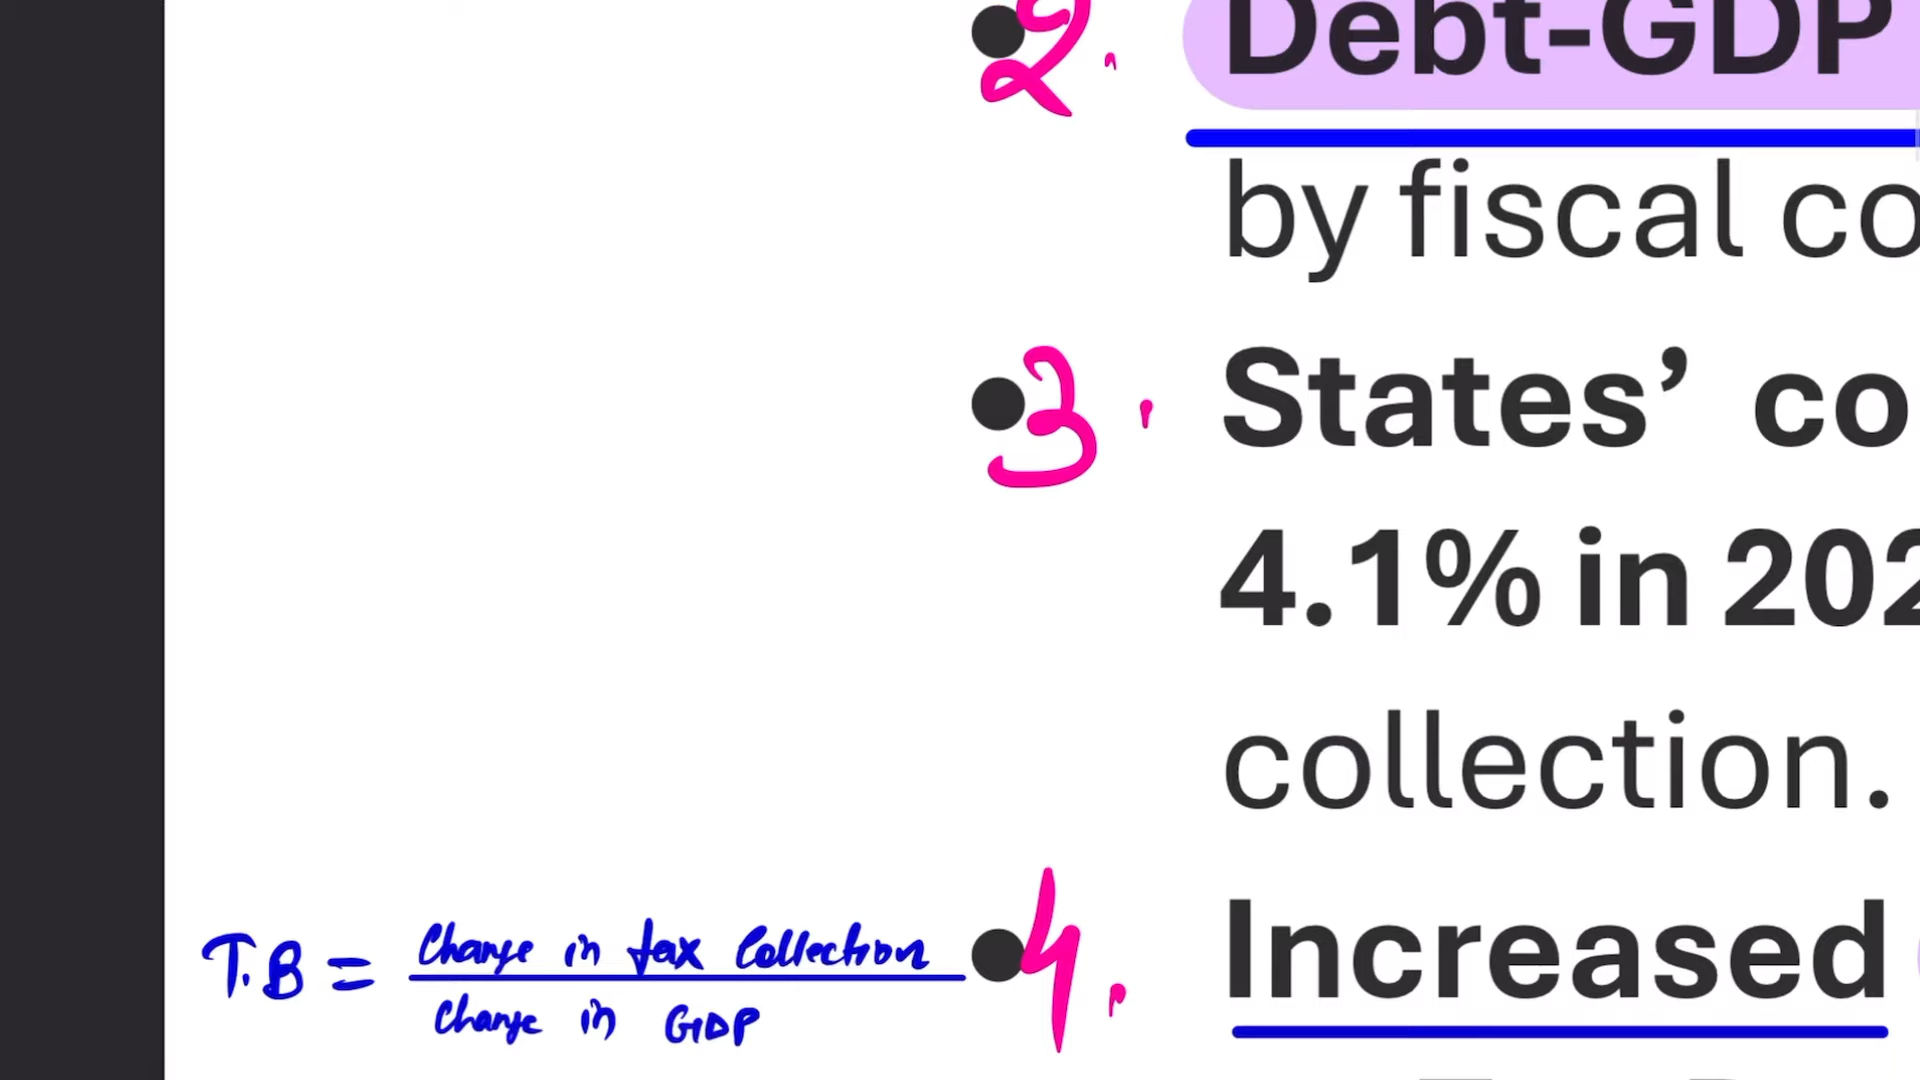 2. Debt-GDP
by fiscal co
3. States’ co
4.1% in 202
collection.
4. Increased
T.B = Change in tax Collection
Change in GDP